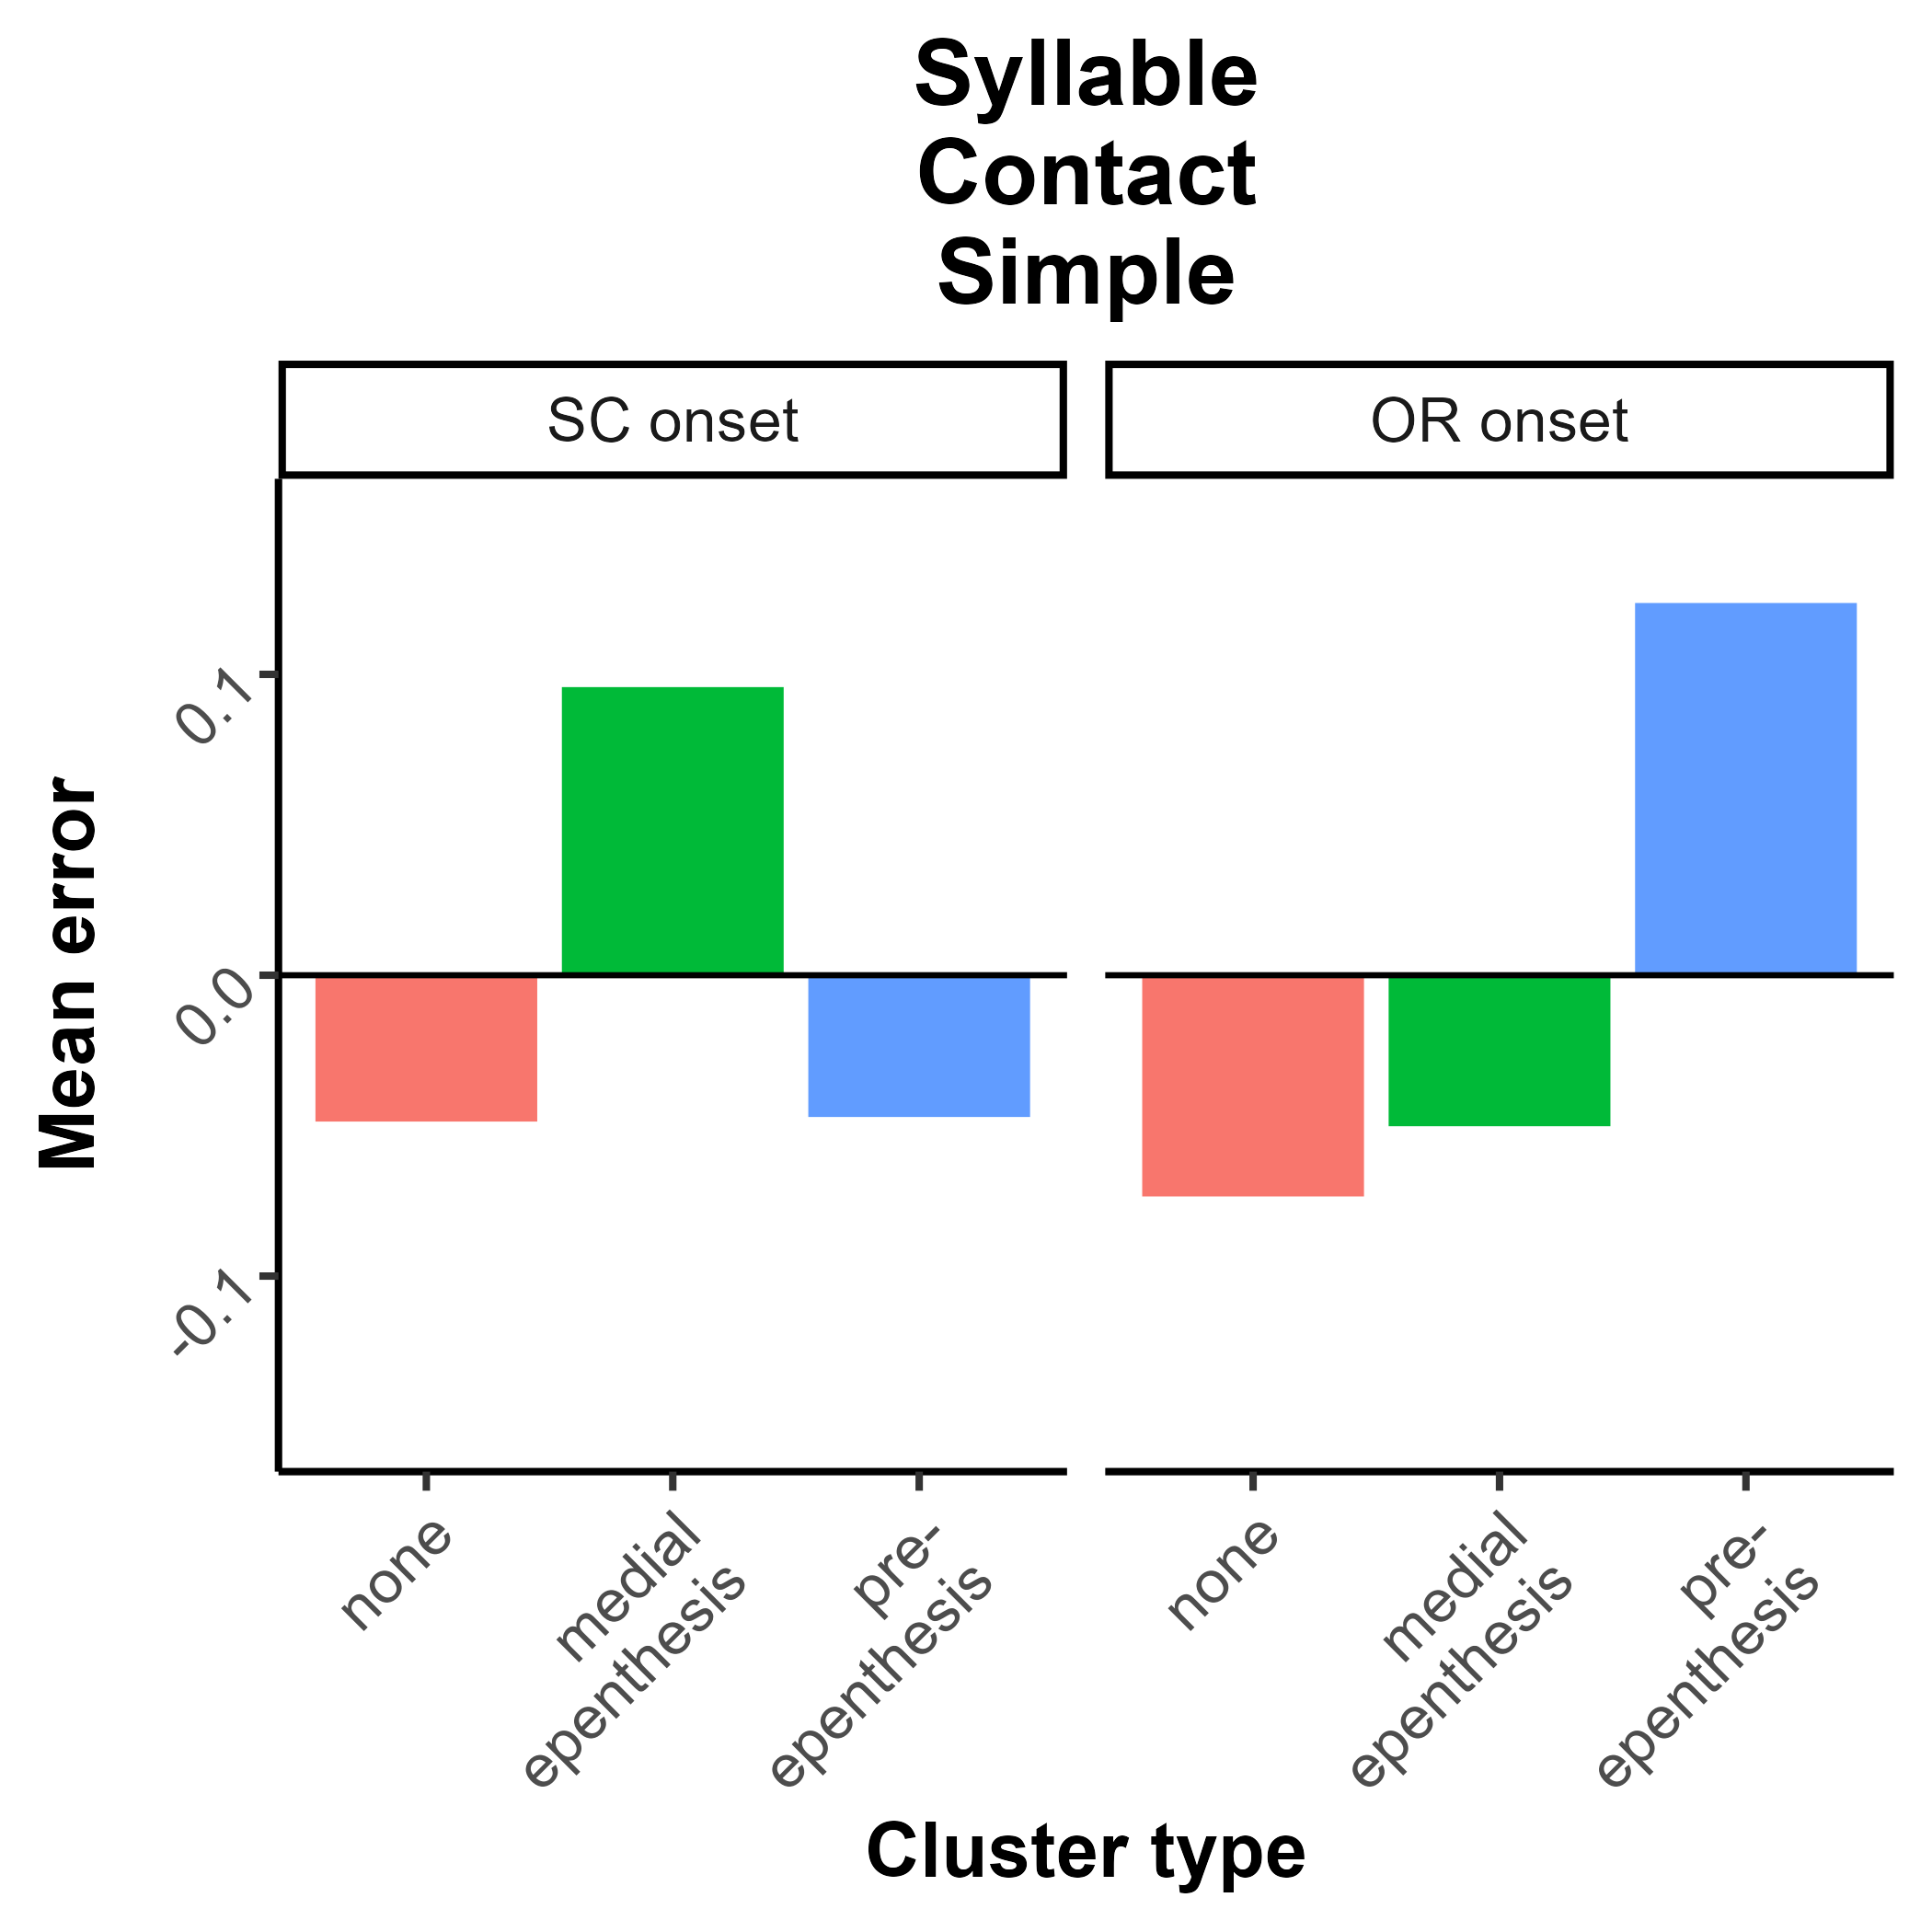 Syllable
Contact
Simple
SC onset
OR onset
Mean error
0.1
0.0
-0.1
none
medial
epenthesis
pre-
epenthesis
none
medial
epenthesis
pre-
epenthesis
Cluster type